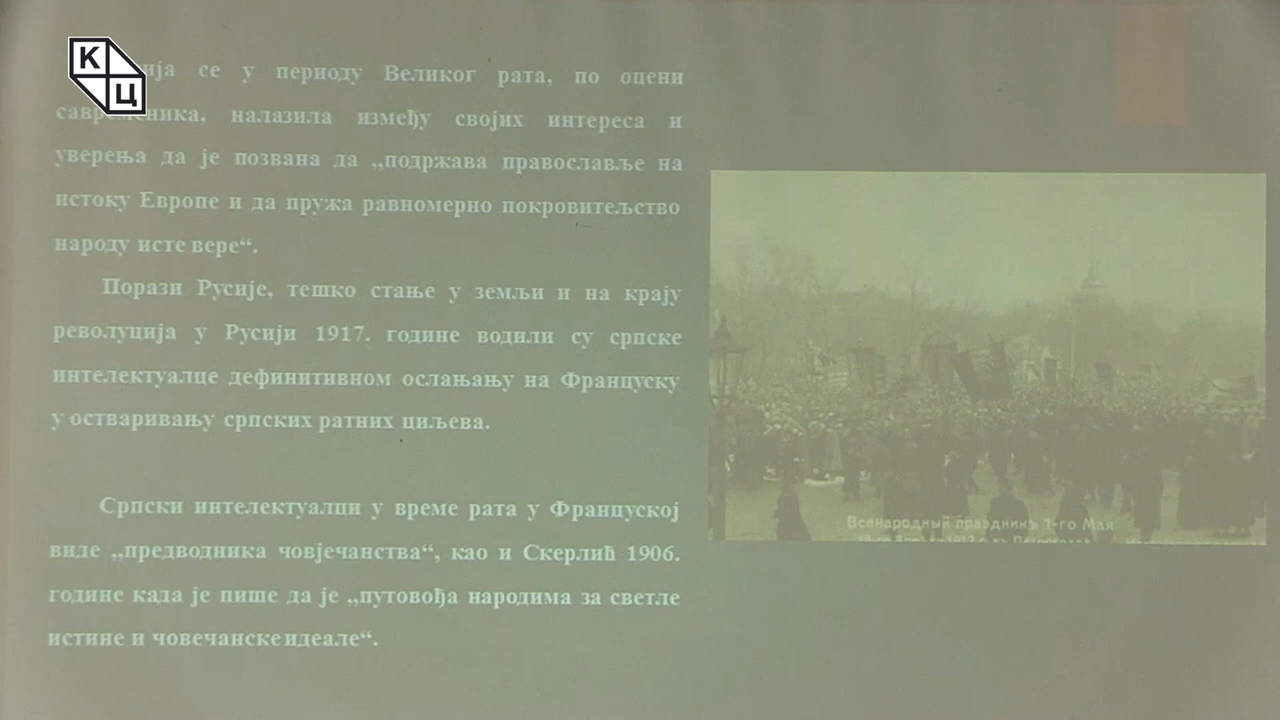 К
Ц
се у периоду Великог рата, по оцени
савременика, налазила између својих интереса и
уверења да је позвана да „подржава православље на
истоку Европе и да пружа равномерно покровитељство
народу исте вере“.
Порази Русије, тешко стање у земљи и на крају
револуција у Русији 1917. године водили су српске
интелектуалце дефинитивном ослањању на Француску
у остваривању српских ратних циљева.
Српски интелектуалци у време рата у Француској
виде „предводника човјечанства“, као и Скерлић 1906.
године када је пише да је „путовођа народима за светле
истине и човечанске идеале“.
Всенародный праздникъ 1-го Мая
1917 Петроградъ